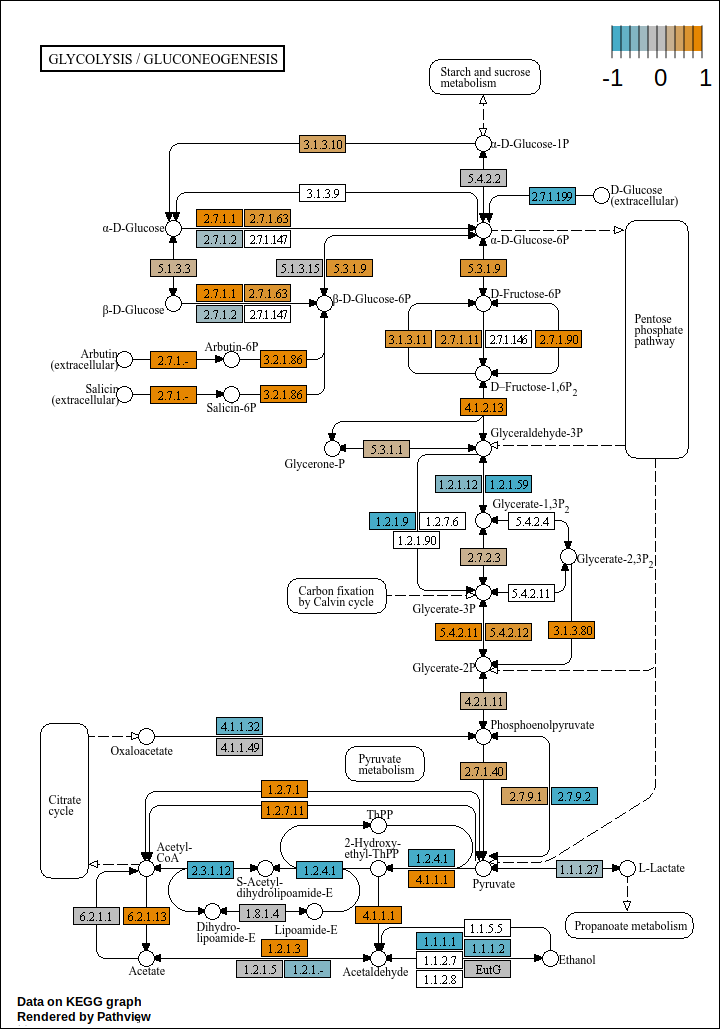 GLYCOLYSIS / GLUCONEOGENESIS
-1 0 1
Starch and sucrose
metabolism
3.1.3.10
α-D-Glucose-1P
5.4.2.2
3.1.3.9
2.7.1.199
D-Glucose
(extracellular)
α-D-Glucose
2.7.1.1 2.7.1.63
2.7.1.2 2.7.1.147
α-D-Glucose-6P
5.1.3.3
5.1.3.15 5.3.1.9
5.3.1.9
β-D-Glucose
2.7.1.1 2.7.1.63
2.7.1.2 2.7.1.147
β-D-Glucose-6P
D-Fructose-6P
Pentose
phosphate
pathway
3.1.3.11 2.7.1.11 2.7.1.146 2.7.1.90
Arbutin
(extracellular)
2.7.1.-
Arbutin-6P
3.2.1.86
Salicin
(extracellular)
2.7.1.-
Salicin-6P
3.2.1.86
D-Fructose-1,6P2
4.1.2.13
Glyceraldehyde-3P
Glycerone-P
5.3.1.1
1.2.1.12 1.2.1.59
Glycerate-1,3P2
1.2.1.9 1.2.7.6
1.2.1.90
5.4.2.4
2.7.2.3
Glycerate-2,3P2
Carbon fixation
by Calvin cycle
5.4.2.11
Glycerate-3P
5.4.2.11 5.4.2.12
3.1.3.80
Glycerate-2P
4.2.1.11
Phosphoenolpyruvate
4.1.1.32
4.1.1.49
Oxaloacetate
Pyruvate
metabolism
2.7.1.40
2.7.9.1 2.7.9.2
Citrate
cycle
1.2.7.1
1.2.7.11
ThPP
Acetyl-
CoA
2-Hydroxy-
ethyl-ThPP
2.3.1.12
S-Acetyl-
dihydrolipoamide-E
1.2.4.1
1.2.4.1
4.1.1.1
Pyruvate
1.1.1.27
L-Lactate
6.2.1.1 6.2.1.13
Dihydro-
lipoamide-E
1.8.1.4
Lipoamide-E
4.1.1.1
Propanoate metabolism
1.1.5.5
1.1.1.1 1.1.1.2
1.1.2.7 EutG
1.1.2.8
1.2.1.3
1.2.1.5 1.2.1.-
Acetate
Acetaldehyde
Ethanol
Data on KEGG graph
Rendered by Pathview